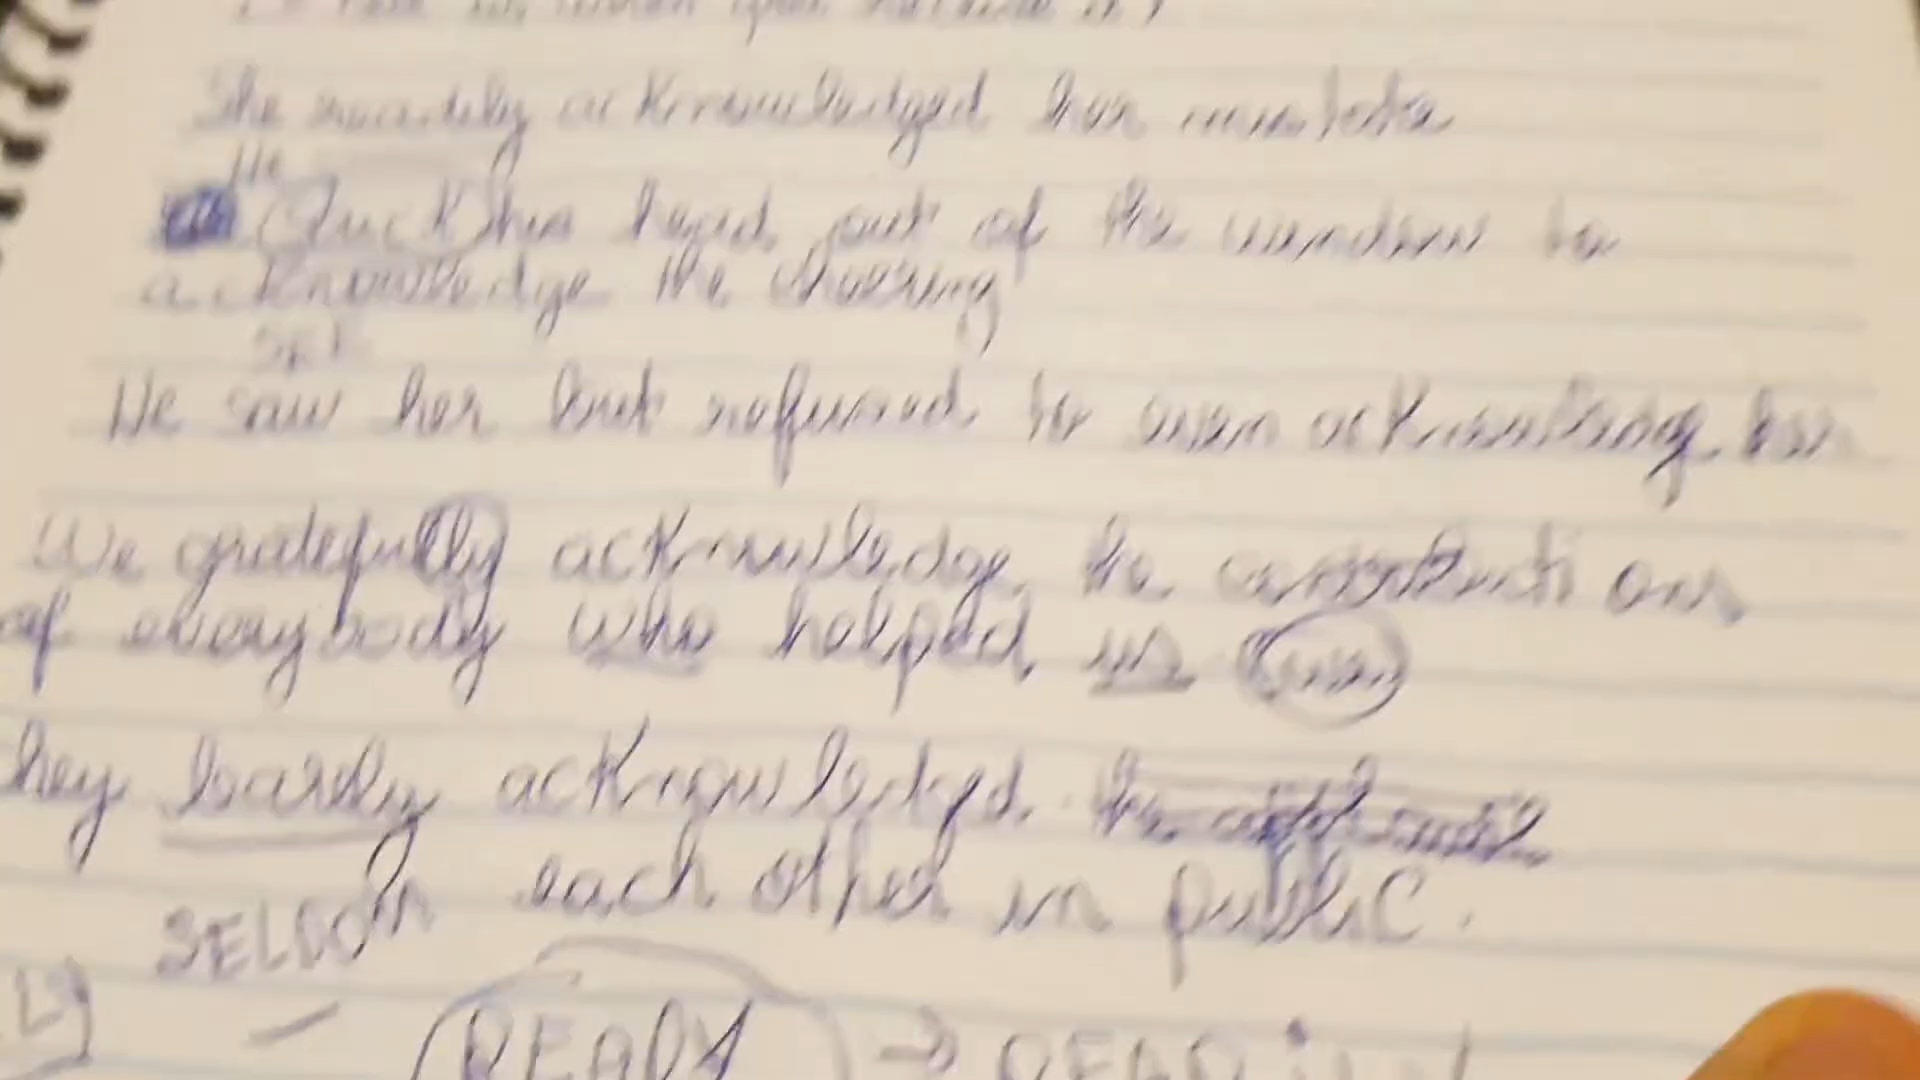 She readily acknowledged her mistake
He
stuck his head out of the window to
acknowledge the cheering
He saw her but refused to even acknowledge her
We gratefully acknowledge the contributions
of everybody who helped us
hey barely acknowledged
each other in public.
SELDOM
READY →